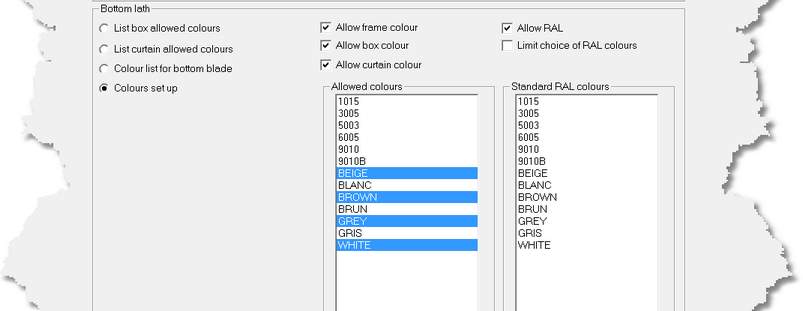 Bottom lath
List box allowed colours
List curtain allowed colours
Colour list for bottom blade
Colours set up
Allow frame colour
Allow box colour
Allow curtain colour
Allow RAL
Limit choice of RAL colours
Allowed colours
1015
3005
5003
6005
9010
9010B
BEIGE
BLANC
BROWN
BRUN
GREY
GRIS
WHITE
Standard RAL colours
1015
3005
5003
6005
9010
9010B
BEIGE
BLANC
BROWN
BRUN
GREY
GRIS
WHITE